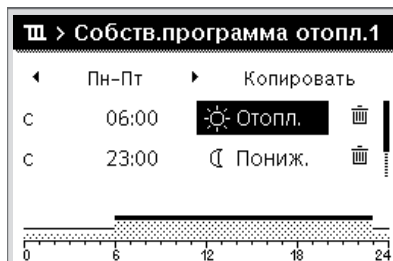 > Собств.программа отопл.1
Пн-Пт Копировать
с 06:00 Отопл.
с 23:00 Пониж.
0 6 12 18 24